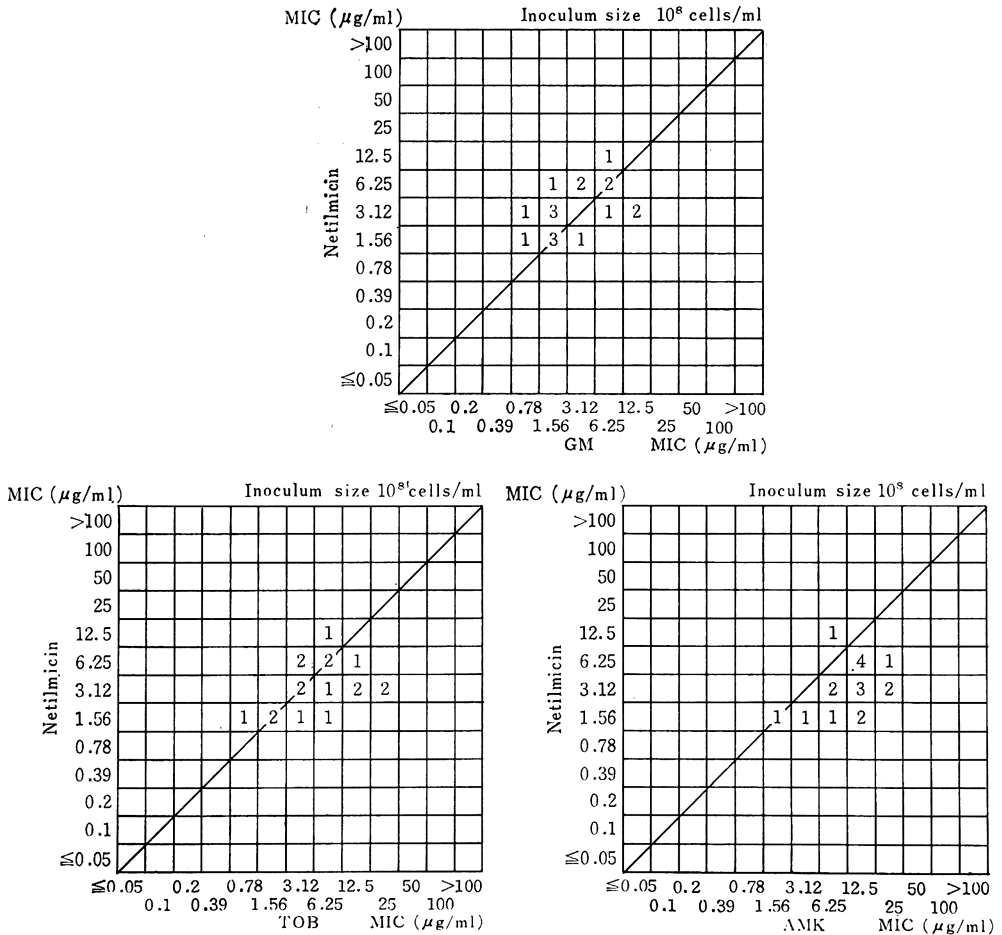 MIC (μg/ml) Inoculum size 10⁸ cells/ml
>100
100
50
25
12.5 1
6.25 1 2 2
3.12 1 3 1 2
1.56 1 3 1
0.78
0.39
0.2
0.1
≦0.05
Netilmicin
≦0.05 0.2 0.78 3.12 12.5 50 >100
0.1 0.39 1.56 6.25 25 100
GM MIC (μg/ml)
MIC (μg/ml) Inoculum size 10⁸ cells/ml
>100
100
50
25
12.5 1
6.25 2 2 1
3.12 2 1 2 2
1.56 1 2 1 1
0.78
0.39
0.2
0.1
≦0.05
Netilmicin
≦0.05 0.2 0.78 3.12 12.5 50 >100
0.1 0.39 1.56 6.25 25 100
TOB MIC (μg/ml)
MIC (μg/ml) Inoculum size 10⁸ cells/ml
>100
100
50
25
12.5 1
6.25 4 1
3.12 2 3 2
1.56 1 1 1 2
0.78
0.39
0.2
0.1
≦0.05
Netilmicin
≦0.05 0.2 0.78 3.12 12.5 50 >100
0.1 0.39 1.56 6.25 25 100
AMK MIC (μg/ml)